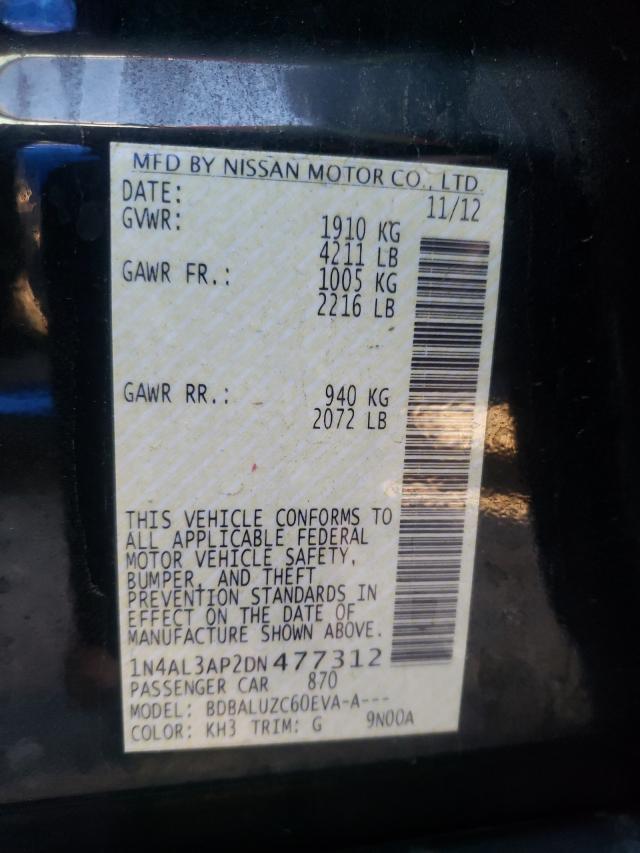 MFD BY NISSAN MOTOR CO., LTD.
DATE: 11/12
GVWR: 1910 KG
4211 LB
GAWR FR.: 1005 KG
2216 LB
GAWR RR.: 940 KG
2072 LB
THIS VEHICLE CONFORMS TO
ALL APPLICABLE FEDERAL
MOTOR VEHICLE SAFETY,
BUMPER, AND THEFT
PREVENTION STANDARDS IN
EFFECT ON THE DATE OF
MANUFACTURE SHOWN ABOVE.
1N4AL3AP2DN477312
PASSENGER CAR 870
MODEL: BDBALUZC60EVA-A---
COLOR: KH3 TRIM: G 9N00A